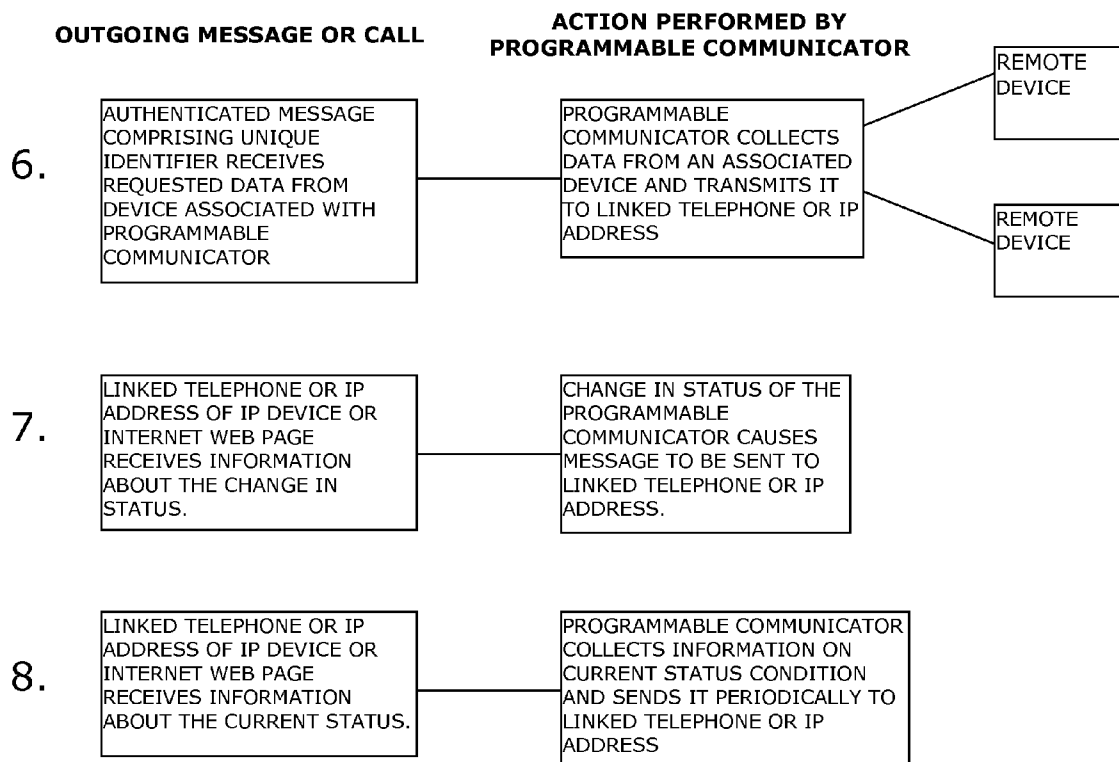 OUTGOING MESSAGE OR CALL
ACTION PERFORMED BY
PROGRAMMABLE COMMUNICATOR
6.
AUTHENTICATED MESSAGE
COMPRISING UNIQUE
IDENTIFIER RECEIVES
REQUESTED DATA FROM
DEVICE ASSOCIATED WITH
PROGRAMMABLE
COMMUNICATOR
PROGRAMMABLE
COMMUNICATOR COLLECTS
DATA FROM AN ASSOCIATED
DEVICE AND TRANSMITS IT
TO LINKED TELEPHONE OR IP
ADDRESS
REMOTE
DEVICE
REMOTE
DEVICE
7.
LINKED TELEPHONE OR IP
ADDRESS OF IP DEVICE OR
INTERNET WEB PAGE
RECEIVES INFORMATION
ABOUT THE CHANGE IN
STATUS.
CHANGE IN STATUS OF THE
PROGRAMMABLE
COMMUNICATOR CAUSES
MESSAGE TO BE SENT TO
LINKED TELEPHONE OR IP
ADDRESS.
8.
LINKED TELEPHONE OR IP
ADDRESS OF IP DEVICE OR
INTERNET WEB PAGE
RECEIVES INFORMATION
ABOUT THE CURRENT STATUS.
PROGRAMMABLE COMMUNICATOR
COLLECTS INFORMATION ON
CURRENT STATUS CONDITION
AND SENDS IT PERIODICALLY TO
LINKED TELEPHONE OR IP
ADDRESS